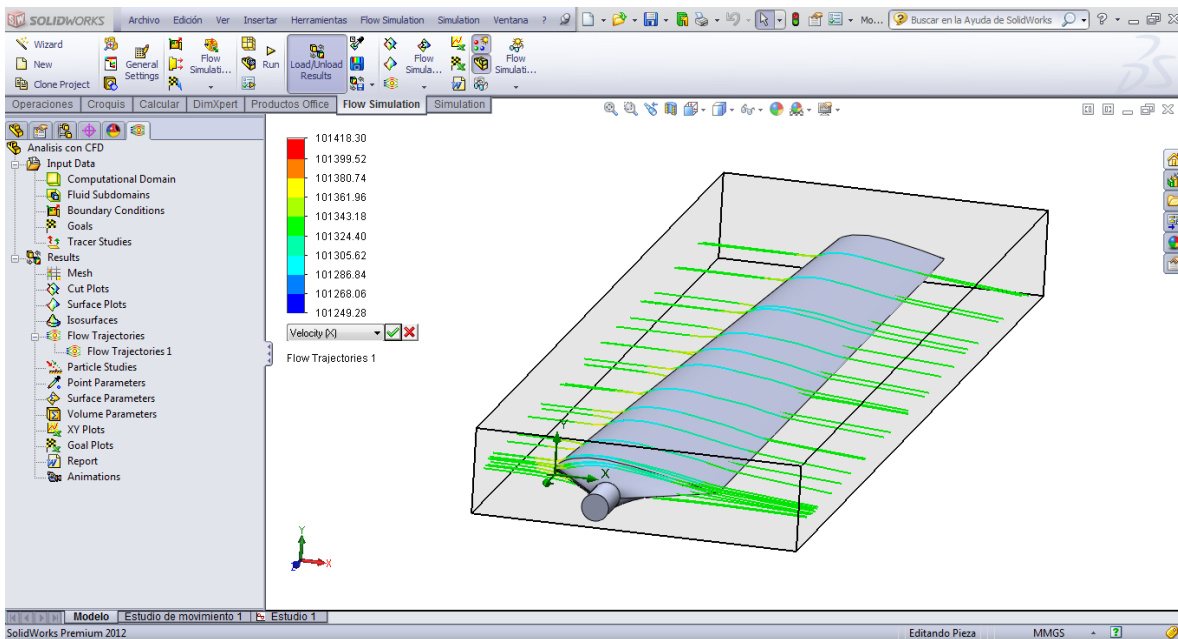 SOLIDWORKS Archivo Edición Ver Insertar Herramientas Flow Simulation Simulation Ventana ? Mo... Buscar en la Ayuda de SolidWorks
Wizard
New
Clone Project
General Settings
Flow Simulati...
Run
Load/Unload Results
Flow Simula...
Flow Simulati...
Operaciones Croquis Calcular DimXpert Productos Office Flow Simulation Simulation
Analisis con CFD
Input Data
Computational Domain
Fluid Subdomains
Boundary Conditions
Goals
Tracer Studies
Results
Mesh
Cut Plots
Surface Plots
Isosurfaces
Flow Trajectories
Flow Trajectories 1
Particle Studies
Point Parameters
Surface Parameters
Volume Parameters
XY Plots
Goal Plots
Report
Animations
101418.30
101399.52
101380.74
101361.96
101343.18
101324.40
101305.62
101286.84
101268.06
101249.28
Velocity [X]
Flow Trajectories 1
Y
X
Y
X
Z
Modelo Estudio de movimiento 1 Estudio 1
SolidWorks Premium 2012 Editando Pieza MMGS ?